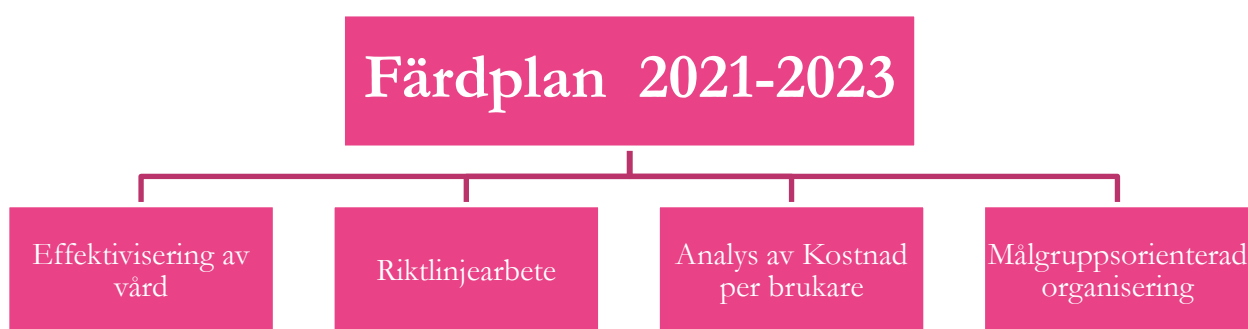 Färdplan 2021-2023
Effektivisering av
vård
Riktlinjearbete
Analys av Kostnad
per brukare
Målgruppsorienterad
organisering